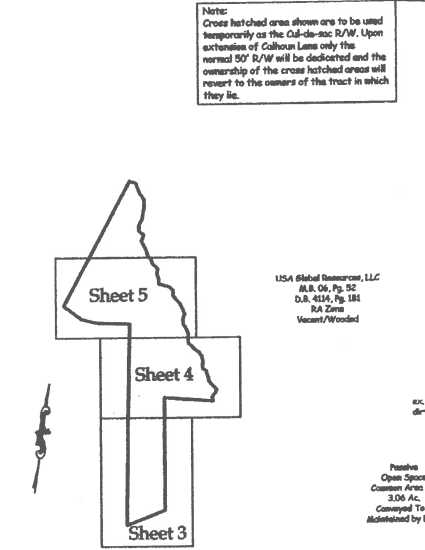 Note:
Cross hatched area shown are to be used
temporarily as the Cul-de-sac R/W. Upon
extension of Calhoun Lane only the
normal 50' R/W will be dedicated and the
ownership of the cross hatched areas will
revert to the owners of the tract in which
they lie.
Sheet 5
USA Global Resources, LLC
M.B. 06, Pg. 52
D.B. 4114, Pg. 181
RA Zone
Vacant/Wooded
Sheet 4
ex.
dir
Passive
Open Space
Common Area
3.06 Ac.
Conveyed To
Maintained by
Sheet 3